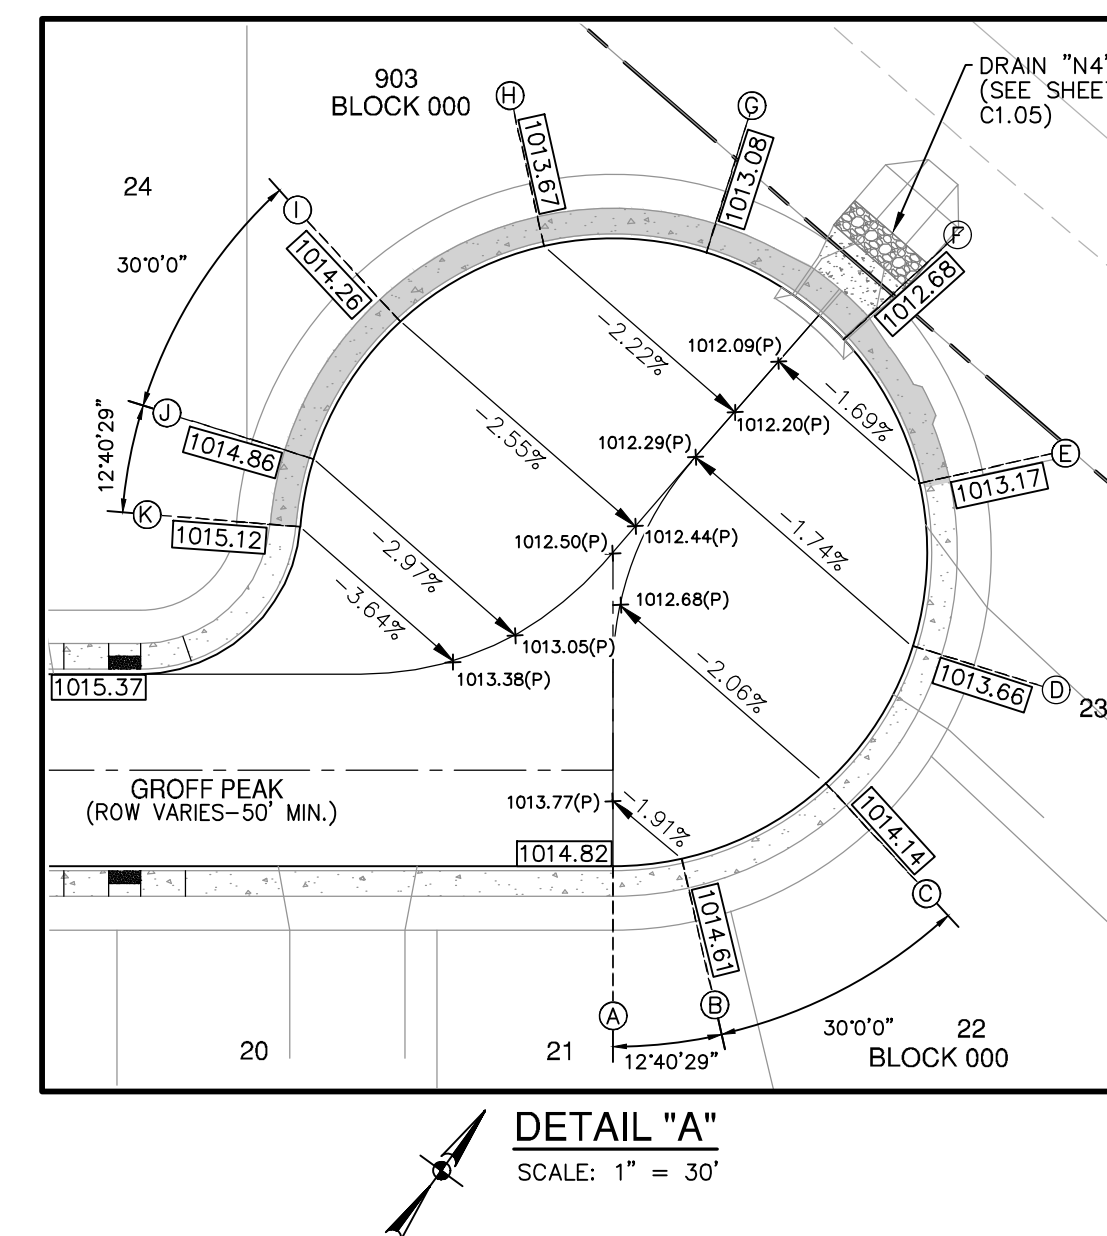 903
BLOCK 000
DRAIN "N4"
(SEE SHEE
C1.05)
H
G
1013.67
1013.08
24
I
F
30°0'0"
1014.26
1012.68
-2.22%
1012.09(P)
-1.69%
J
12°40'29"
1014.86
-2.55%
1012.29(P)
1012.20(P)
E
1013.17
K
1015.12
-2.97%
1012.50(P)
1012.44(P)
-1.74%
-3.64%
1012.68(P)
1013.05(P)
1013.38(P)
-2.06%
1013.66
D
1015.37
23
GROFF PEAK
(ROW VARIES-50' MIN.)
1013.77(P)
-1.91%
1014.82
1014.14
C
1014.61
A
B
20
21
12°40'29"
30°0'0"
22
BLOCK 000
DETAIL "A"
SCALE: 1" = 30'